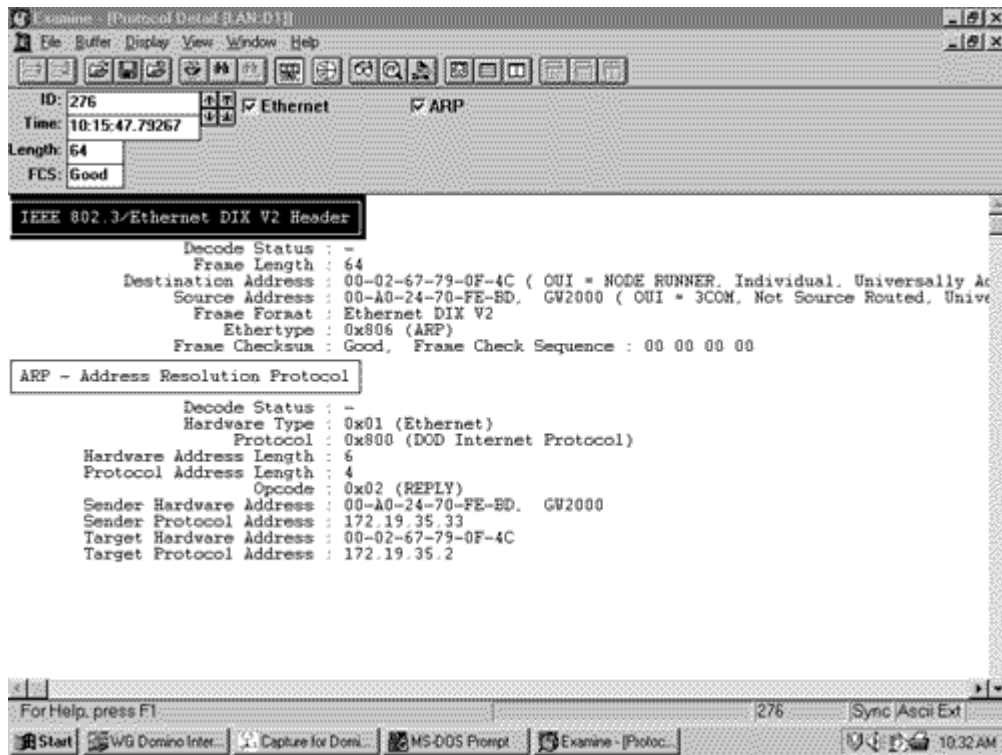 Examine - [Protocol Detail [LAN:D1]]
File Buffer Display View Window Help
ID: 276
Ethernet
ARP
Time: 10:15:47.79267
Length: 64
FCS: Good
IEEE 802.3/Ethernet DIX V2 Header
Decode Status : -
Frame Length : 64
Destination Address : 00-02-67-79-0F-4C ( OUI = NODE RUNNER, Individual, Universally Ad
Source Address : 00-A0-24-70-FE-BD, GW2000 ( OUI = 3COM, Not Source Routed, Unive
Frame Format : Ethernet DIX V2
Ethertype : 0x806 (ARP)
Frame Checksum : Good, Frame Check Sequence : 00 00 00 00
ARP - Address Resolution Protocol
Decode Status : -
Hardware Type : 0x01 (Ethernet)
Protocol : 0x800 (DOD Internet Protocol)
Hardware Address Length : 6
Protocol Address Length : 4
Opcode : 0x02 (REPLY)
Sender Hardware Address : 00-A0-24-70-FE-BD, GW2000
Sender Protocol Address : 172.19.35.33
Target Hardware Address : 00-02-67-79-0F-4C
Target Protocol Address : 172.19.35.2
For Help, press F1
276
Sync Ascii Ext
Start
WG Domino Inter...
Capture for Domi...
MS-DOS Prompt
Examine - [Protoc...
10:32 AM